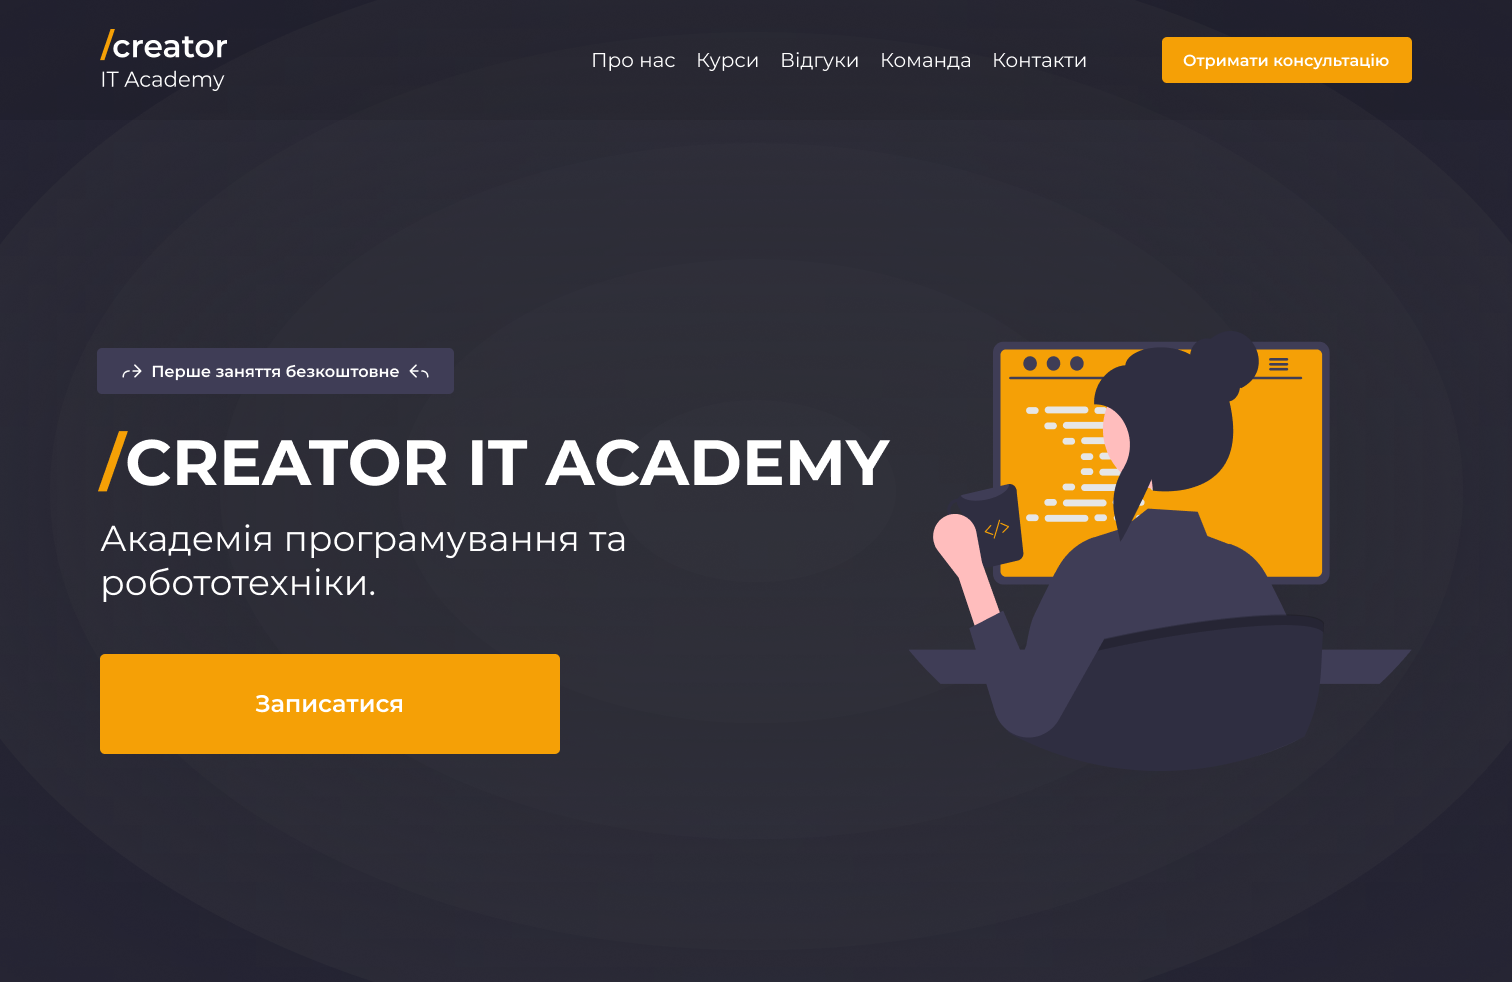 /creator
IT Academy
Про нас Курси Відгуки Команда Контакти
Отримати консультацію
Перше заняття безкоштовне
/CREATOR IT ACADEMY
Академія програмування та
робототехніки.
</>
Записатися